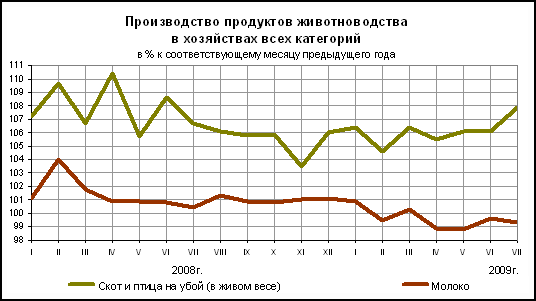 Производство продуктов животноводства
в хозяйствах всех категорий
в % к соответствующему месяцу предыдущего года
111
110
109
108
107
106
105
104
103
102
101
100
99
98
I II III IV V VI VII VIII IX X XI XII I II III IV V VI VII
2008г. 2009г.
Скот и птица на убой (в живом весе) Молоко